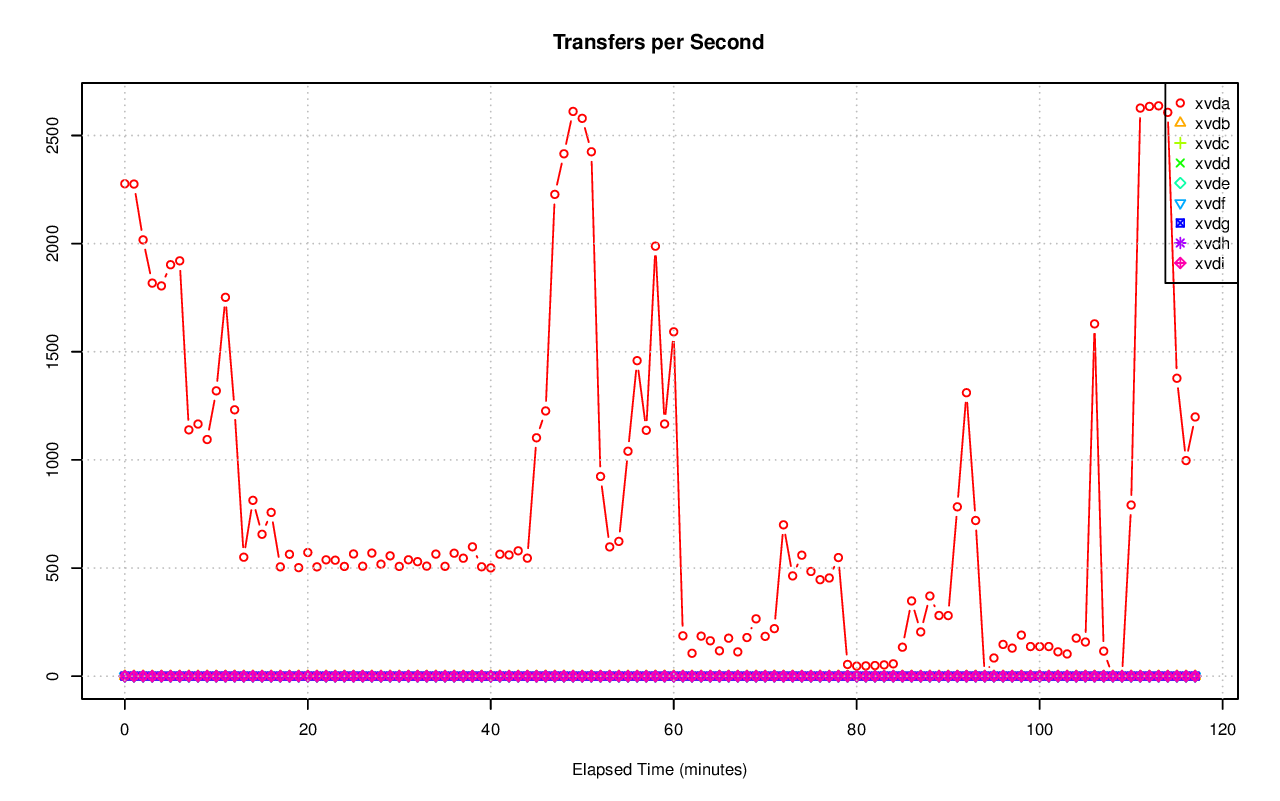 Transfers per Second
2500
2000
1500
1000
500
0
xvda
xvdb
xvdc
xvdd
xvde
xvdf
xvdg
xvdh
xvdi
0 20 40 60 80 100 120
Elapsed Time (minutes)